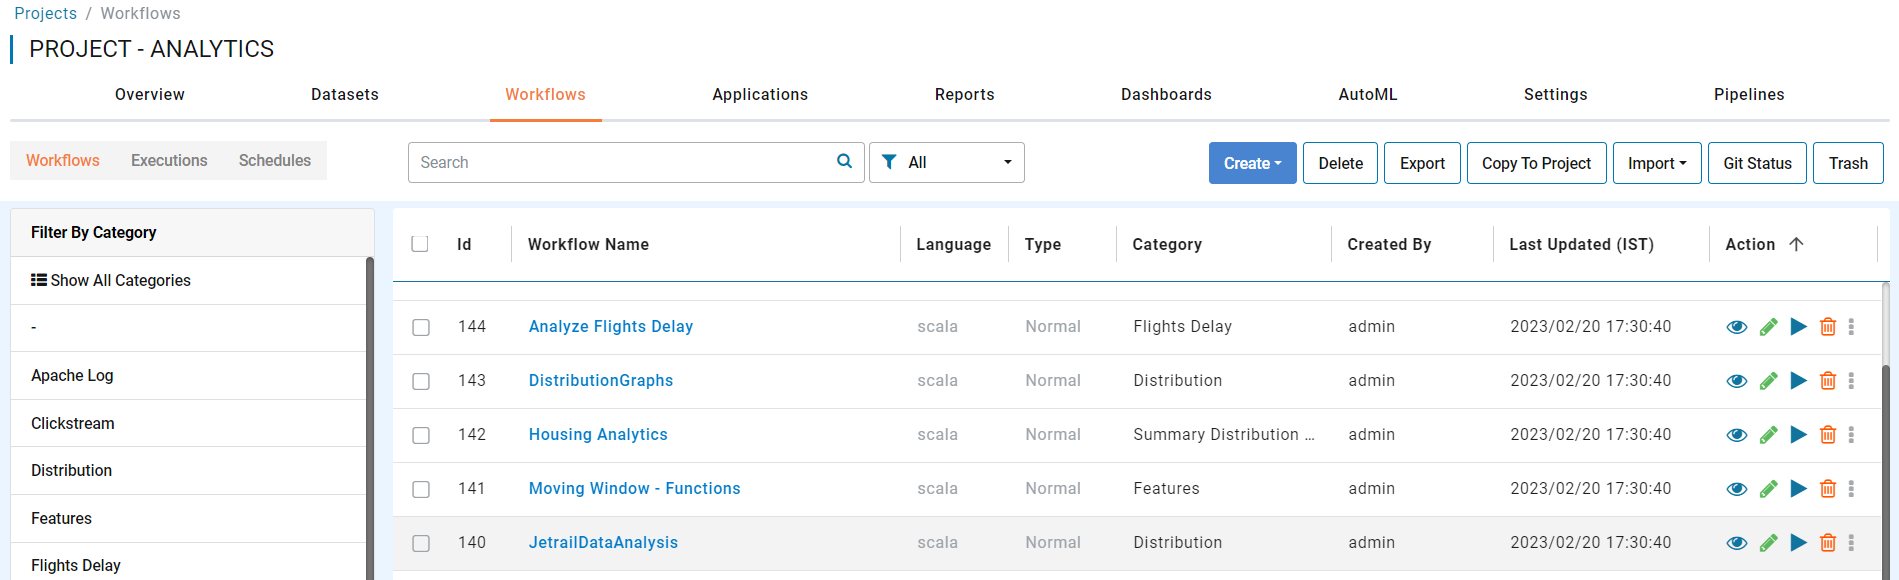 Projects / Workflows
PROJECT - ANALYTICS
Overview Datasets Workflows Applications Reports Dashboards AutoML Settings Pipelines
Workflows Executions Schedules Search All Create Delete Export Copy To Project Import Git Status Trash
Filter By Category
Show All Categories
-
Apache Log
Clickstream
Distribution
Features
Flights Delay
Id Workflow Name Language Type Category Created By Last Updated (IST) Action
144 Analyze Flights Delay scala Normal Flights Delay admin 2023/02/20 17:30:40
143 DistributionGraphs scala Normal Distribution admin 2023/02/20 17:30:40
142 Housing Analytics scala Normal Summary Distribution ... admin 2023/02/20 17:30:40
141 Moving Window - Functions scala Normal Features admin 2023/02/20 17:30:40
140 JetrailDataAnalysis scala Normal Distribution admin 2023/02/20 17:30:40